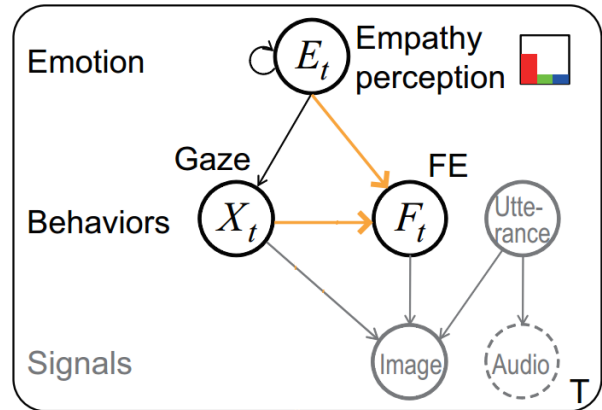 Emotion
E_t
Empathy
perception
Gaze
FE
Behaviors
X_t
F_t
Utte-
rance
Signals
Image
Audio
T